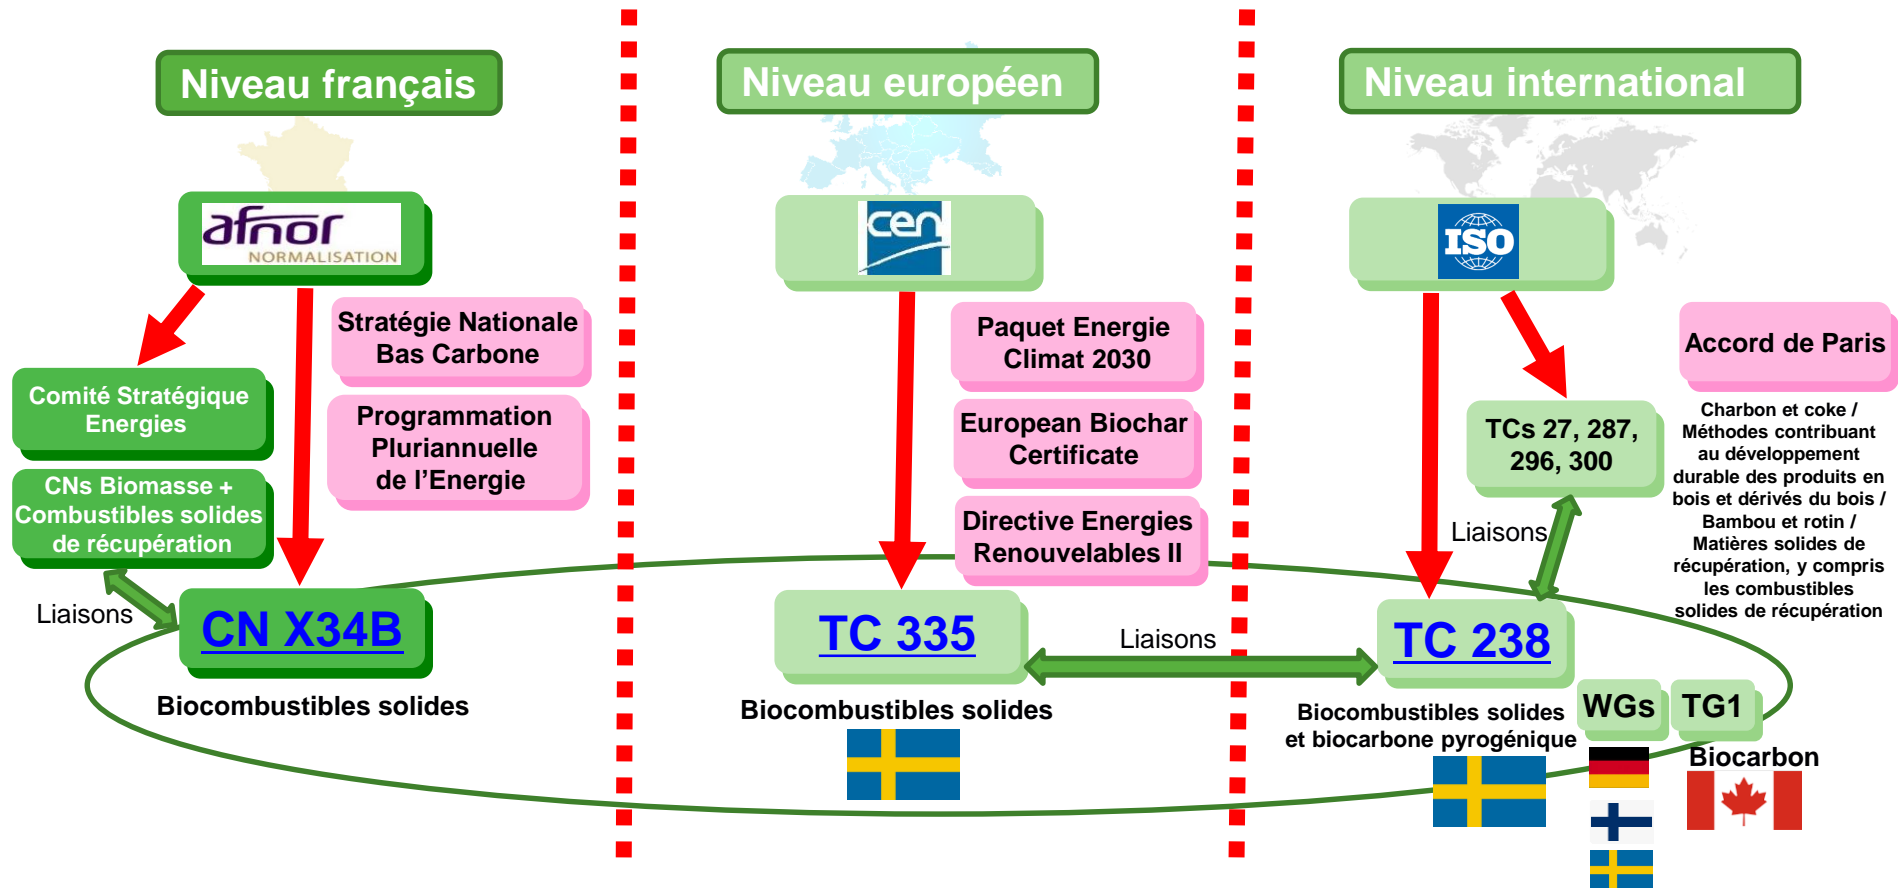 Niveau français
afnor
NORMALISATION
Stratégie Nationale
Bas Carbone
Comité Stratégique
Energies
Programmation
Pluriannuelle
de l’Energie
CNs Biomasse +
Combustibles solides
de récupération
Liaisons
CN X34B
Biocombustibles solides
Niveau européen
cen
Paquet Energie
Climat 2030
European Biochar
Certificate
Directive Energies
Renouvelables II
TC 335
Biocombustibles solides
Liaisons
Niveau international
ISO
Accord de Paris
TCs 27, 287,
296, 300
Charbon et coke /
Méthodes contribuant
au développement
durable des produits en
bois et dérivés du bois /
Bambou et rotin /
Matières solides de
récupération, y compris
les combustibles
solides de récupération
Liaisons
TC 238
Biocombustibles solides
et biocarbone pyrogénique
WGs
TG1
Biocarbon